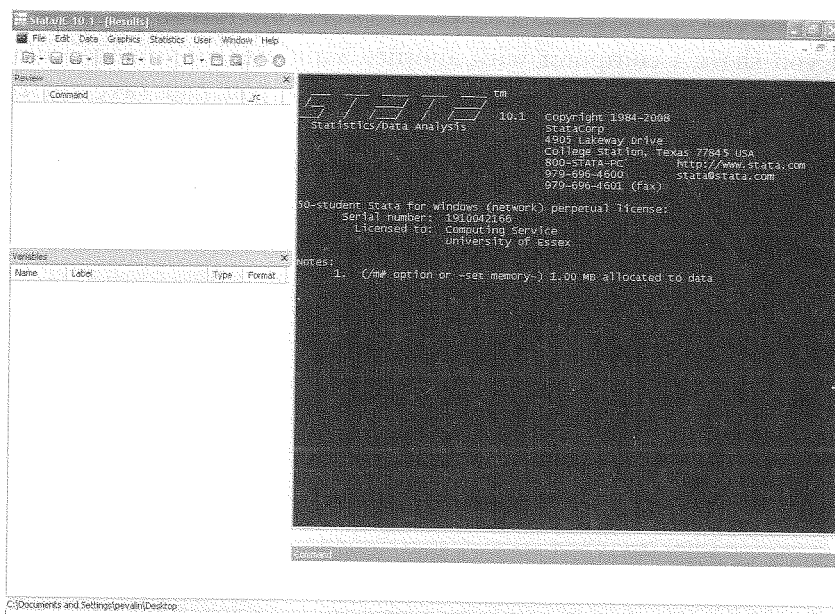 Stata/IC 10.1 - [Results]
File Edit Data Graphics Statistics User Window Help
Review
Command _rc
STATA tm
Statistics/Data Analysis
10.1 Copyright 1984-2008
StataCorp
4905 Lakeway Drive
College Station, Texas 77845 USA
800-STATA-PC http://www.stata.com
979-696-4600 stata@stata.com
979-696-4601 (fax)
50-student Stata for Windows (network) perpetual license:
Serial number: 1910042166
Licensed to: Computing Service
University of Essex
Notes:
1. (/m# option or -set memory-) 1.00 MB allocated to data
.
Variables
Name Label Type Format
Command
C:\Documents and Settings\pevalin\Desktop